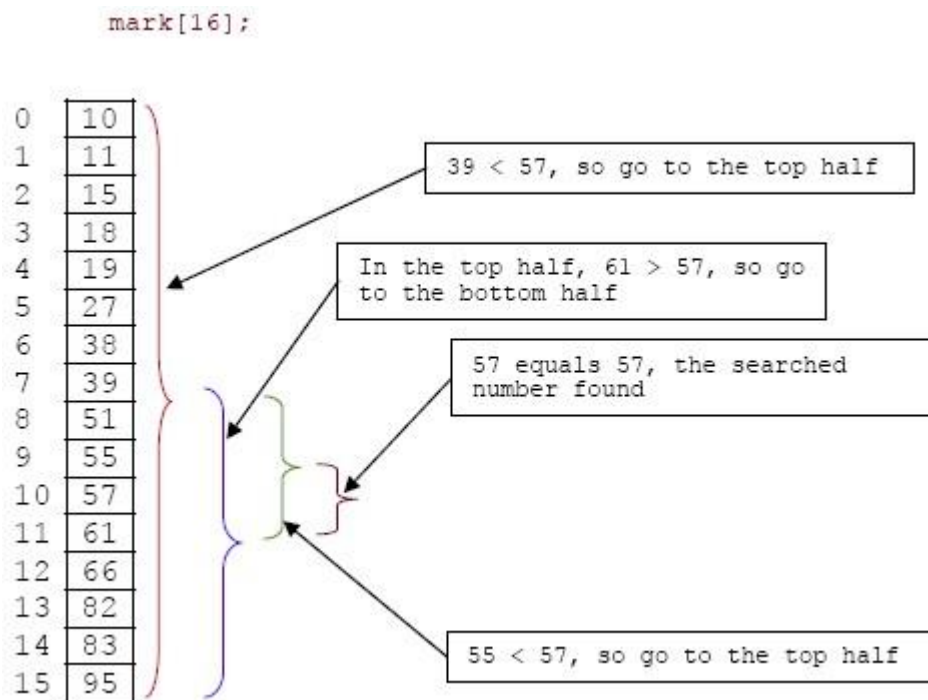 mark[16];
0 10
1 11
2 15
3 18
4 19
5 27
6 38
7 39
8 51
9 55
10 57
11 61
12 66
13 82
14 83
15 95
39 < 57, so go to the top half
In the top half, 61 > 57, so go
to the bottom half
57 equals 57, the searched
number found
55 < 57, so go to the top half